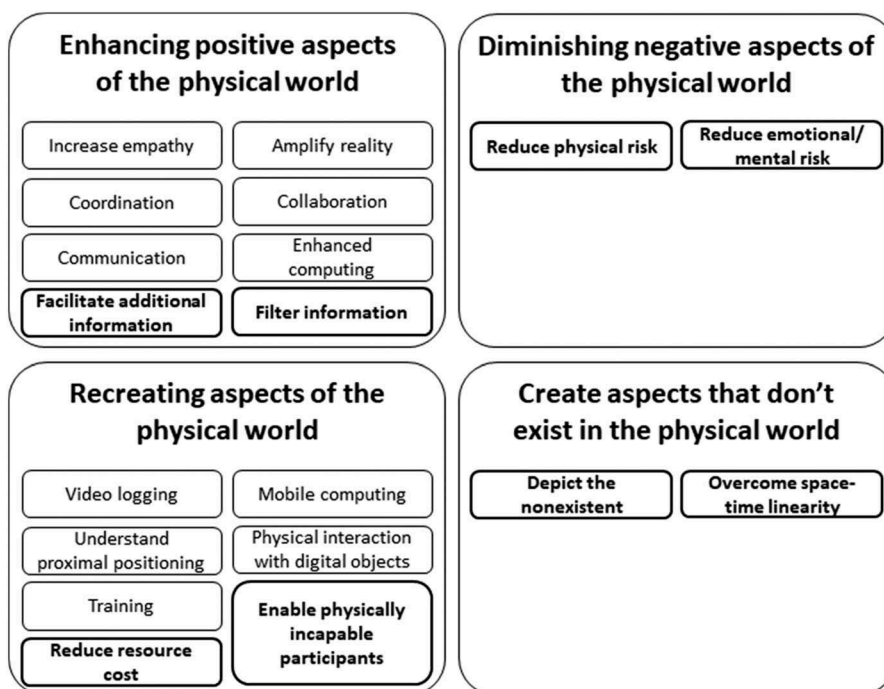 Enhancing positive aspects
of the physical world
Increase empathy
Amplify reality
Coordination
Collaboration
Communication
Enhanced
computing
Facilitate additional
information
Filter information
Diminishing negative aspects of
the physical world
Reduce physical risk
Reduce emotional/
mental risk
Recreating aspects of the
physical world
Video logging
Mobile computing
Understand
proximal positioning
Physical interaction
with digital objects
Training
Enable physically
incapable
participants
Reduce resource
cost
Create aspects that don’t
exist in the physical world
Depict the
nonexistent
Overcome space-
time linearity